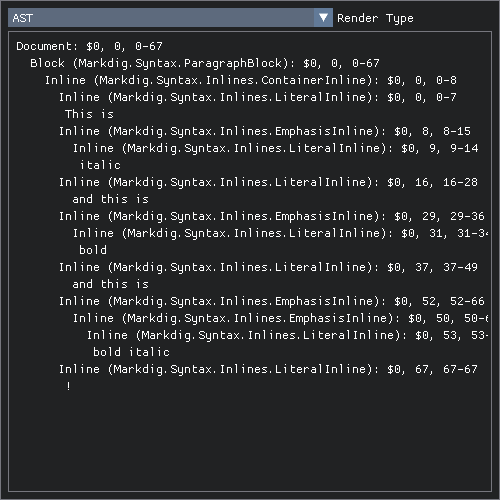 AST ▼ Render Type
Document: $0, 0, 0-67
Block (Markdig.Syntax.ParagraphBlock): $0, 0, 0-67
Inline (Markdig.Syntax.Inlines.ContainerInline): $0, 0, 0-8
Inline (Markdig.Syntax.Inlines.LiteralInline): $0, 0, 0-7
This is
Inline (Markdig.Syntax.Inlines.EmphasisInline): $0, 8, 8-15
Inline (Markdig.Syntax.Inlines.LiteralInline): $0, 9, 9-14
italic
Inline (Markdig.Syntax.Inlines.LiteralInline): $0, 16, 16-28
and this is
Inline (Markdig.Syntax.Inlines.EmphasisInline): $0, 29, 29-36
Inline (Markdig.Syntax.Inlines.LiteralInline): $0, 31, 31-34
bold
Inline (Markdig.Syntax.Inlines.LiteralInline): $0, 37, 37-49
and this is
Inline (Markdig.Syntax.Inlines.EmphasisInline): $0, 52, 52-66
Inline (Markdig.Syntax.Inlines.EmphasisInline): $0, 50, 50-
Inline (Markdig.Syntax.Inlines.LiteralInline): $0, 53, 53-
bold italic
Inline (Markdig.Syntax.Inlines.LiteralInline): $0, 67, 67-67
!